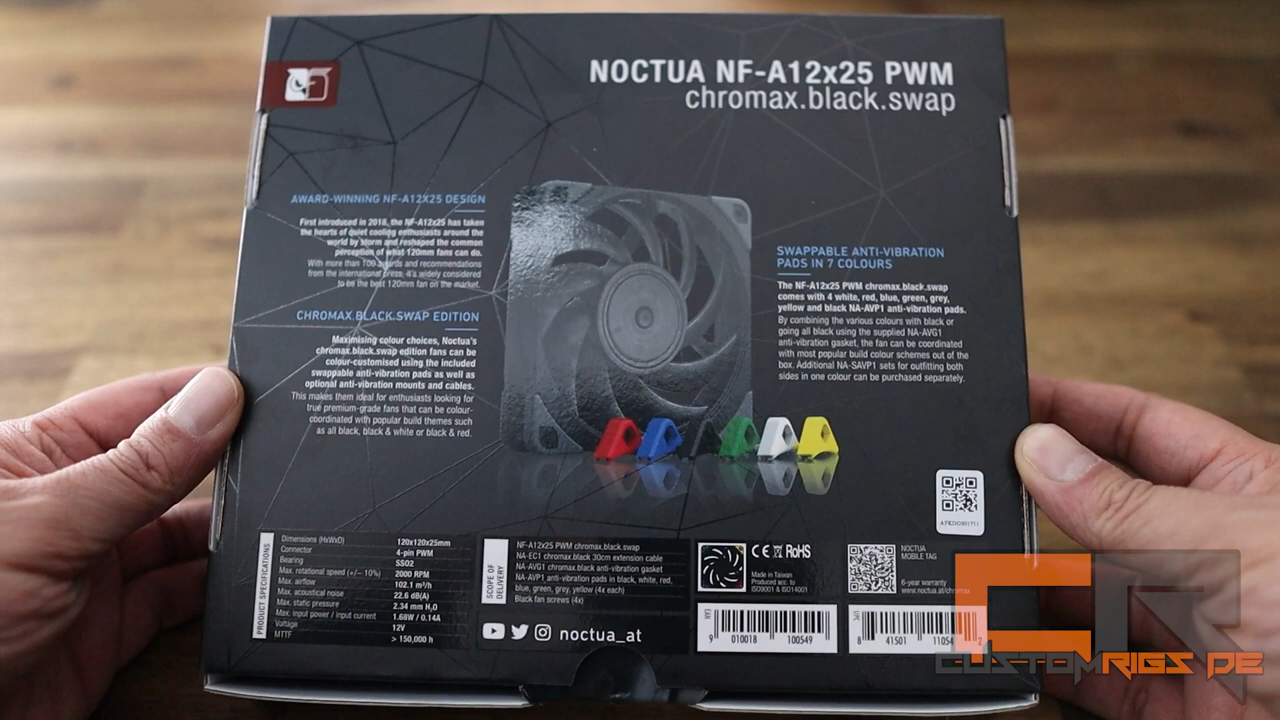 NOCTUA NF-A12x25 PWM
chromax.black.swap
AWARD-WINNING NF-A12X25 DESIGN
First introduced in 2018, the NF-A12x25 has taken
the hearts of quiet cooling enthusiasts around the
world by storm and reshaped the common
perception of what 120mm fans can do.
With more than 100 awards and recommendations
from the international press, it's widely considered
to be the best 120mm fan on the market.
CHROMAX.BLACK.SWAP EDITION
Maximising colour choices, Noctua's
chromax.black.swap edition fans can be
colour-customised using the included
swappable anti-vibration pads as well as
optional anti-vibration mounts and cables.
This makes them ideal for enthusiasts looking for
true premium-grade fans that can be colour-
coordinated with popular build themes such
as all black, black & white or black & red.
SWAPPABLE ANTI-VIBRATION
PADS IN 7 COLOURS
The NF-A12x25 PWM chromax.black.swap
comes with 4 white, red, blue, green, grey,
yellow and black NA-AVP1 anti-vibration pads.
By combining the various colours with black or
going all black using the supplied NA-AVG1
anti-vibration gasket, the fan can be coordinated
with most popular build colour schemes out of the
box. Additional NA-SAVP1 sets for outfitting both
sides in one colour can be purchased separately.
PRODUCT SPECIFICATIONS
Dimensions (HxWxD) 120x120x25mm
Connector 4-pin PWM
Bearing SSO2
Max. rotational speed (+/- 10%) 2000 RPM
Max. airflow 102.1 m³/h
Max. acoustical noise 22.6 dB(A)
Max. static pressure 2.34 mm H₂O
Max. input power / input current 1.68W / 0.14A
Voltage 12V
MTTF > 150,000 h
SCOPE OF
DELIVERY
NF-A12x25 PWM chromax.black.swap
NA-EC1 chromax.black 30cm extension cable
NA-AVG1 chromax.black anti-vibration gasket
NA-AVP1 anti-vibration pads in black, white, red,
blue, green, grey, yellow (4x each)
Black fan screws (4x)
noctua_at
CE RoHS
Made in Taiwan
Produced acc. to
ISO9001 & ISO14001
EAN
9 010018 100549
NOCTUA
MOBILE TAG
6-year warranty
www.noctua.at/chromax
UPC
8 41501 11054 2
CUSTOMRIGS DE